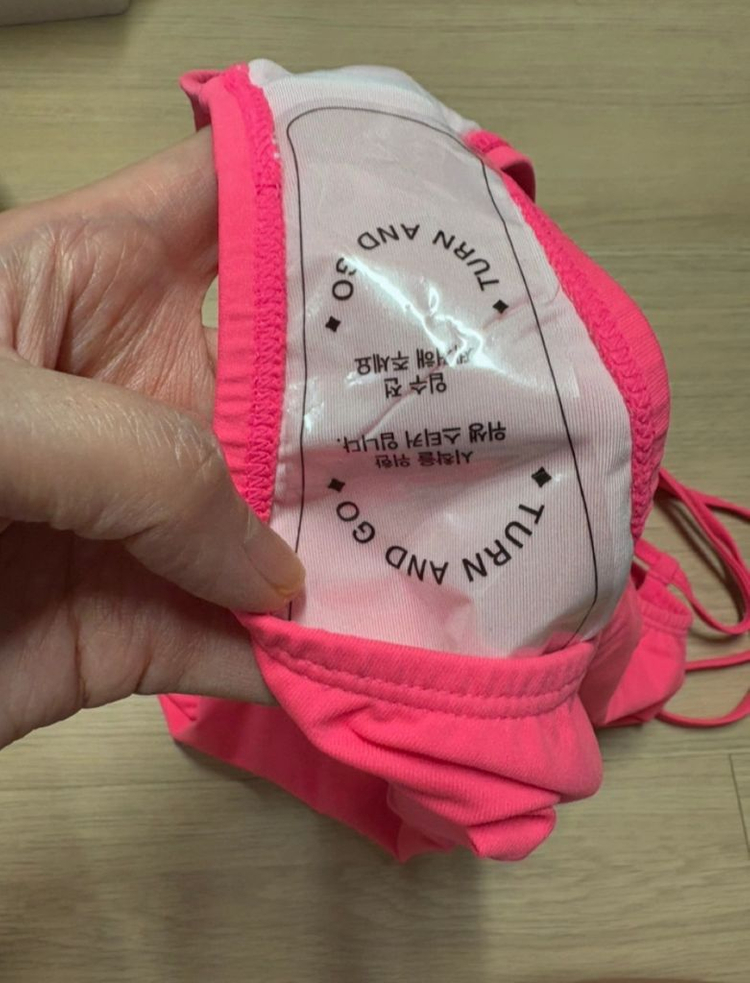 TURN AND GO
시착을 위한
위생 스티커 입니다.
입수 전
제거해 주세요
TURN AND GO